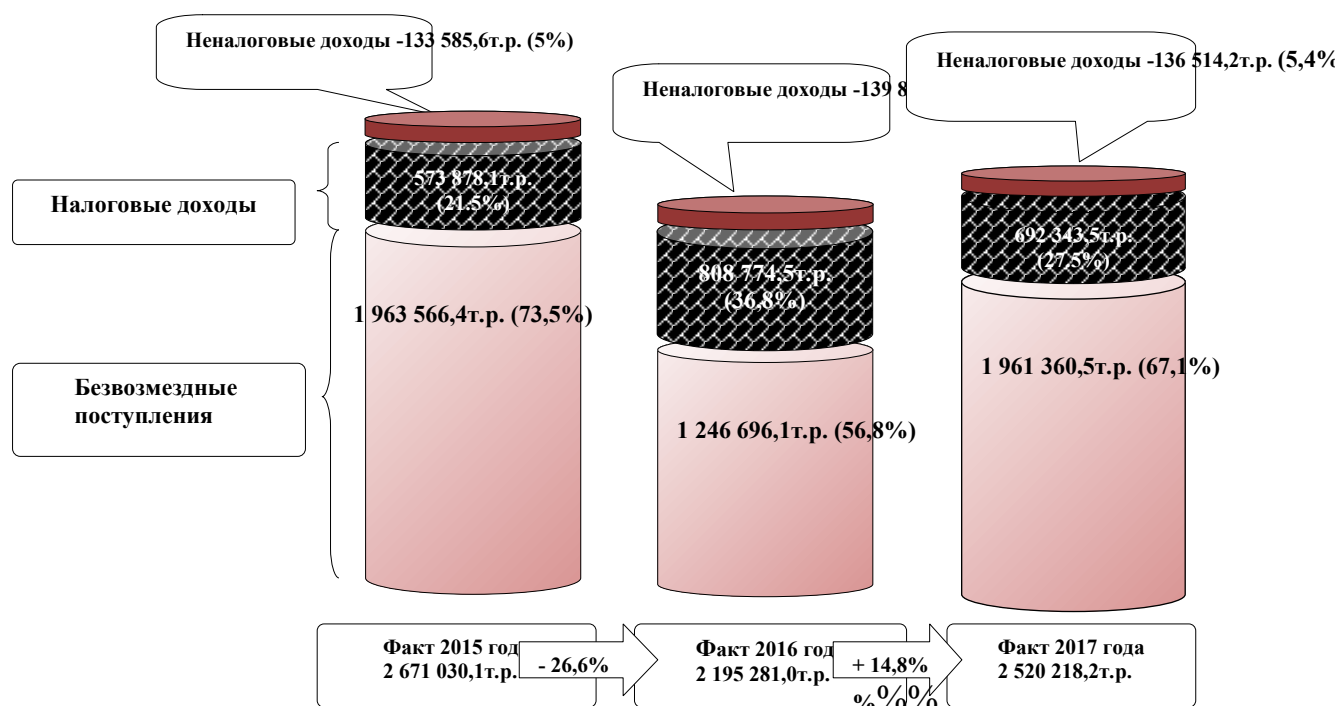 Неналоговые доходы -133 585,6т.р. (5%)
Неналоговые доходы -139 8
Неналоговые доходы -136 514,2т.р. (5,4%
Налоговые доходы
573 878,1т.р.
(21.5%)
808 774,5т.р.
(36,8%)
692 343,5т.р.
(27.5%)
1 963 566,4т.р. (73,5%)
1 246 696,1т.р. (56,8%)
1 961 360,5т.р. (67,1%)
Безвозмездные
поступления
Факт 2015 год
2 671 030,1т.р.
- 26,6%
Факт 2016 год
2 195 281,0т.р.
+ 14,8%
%%%
Факт 2017 года
2 520 218,2т.р.